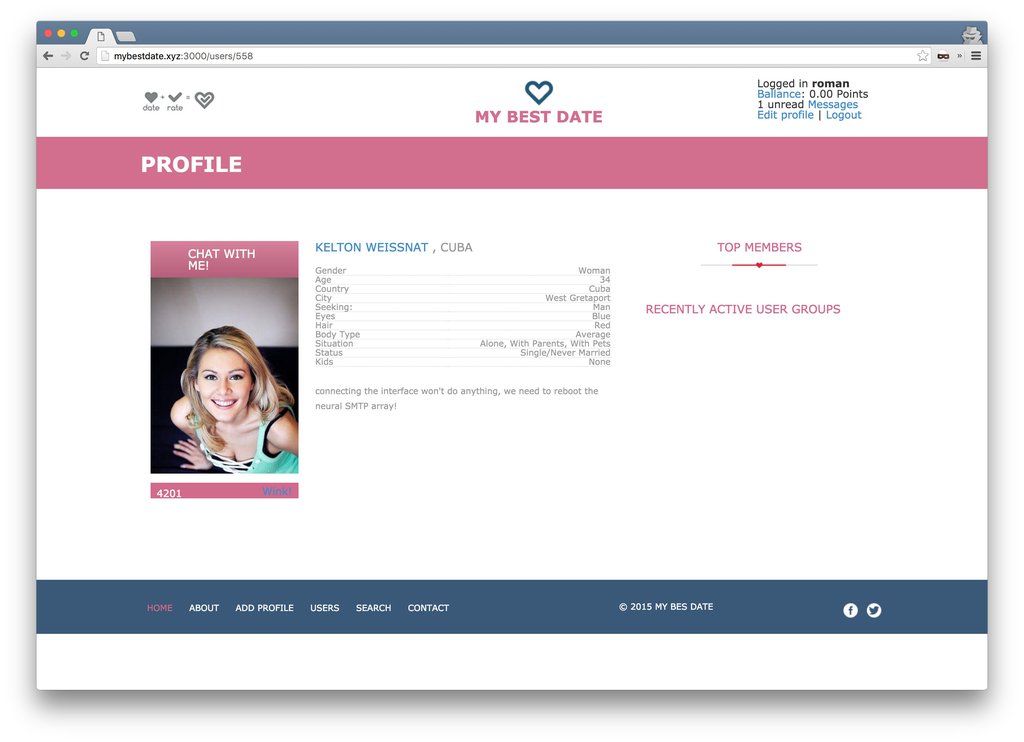 mybestdate.xyz:3000/users/558
date + rate =
MY BEST DATE
Logged in roman
Ballance: 0.00 Points
1 unread Messages
Edit profile | Logout
PROFILE
CHAT WITH
ME!
4201 Wink!
KELTON WEISSNAT , CUBA
Gender Woman
Age 34
Country Cuba
City West Gretaport
Seeking: Man
Eyes Blue
Hair Red
Body Type Average
Situation Alone, With Parents, With Pets
Status Single/Never Married
Kids None
connecting the interface won't do anything, we need to reboot the
neural SMTP array!
TOP MEMBERS
RECENTLY ACTIVE USER GROUPS
HOME ABOUT ADD PROFILE USERS SEARCH CONTACT
© 2015 MY BES DATE